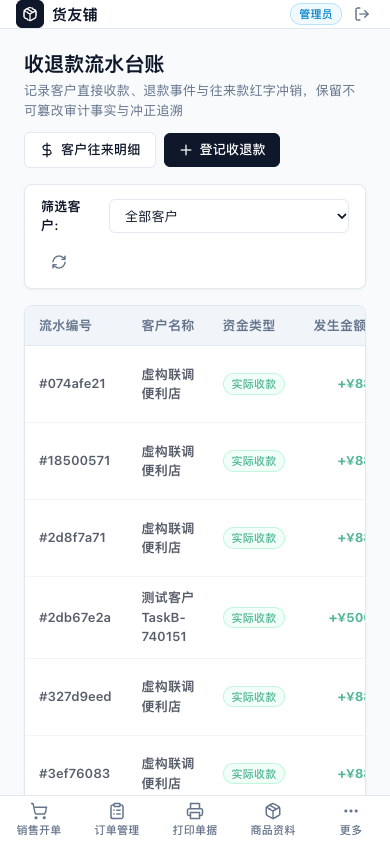 货友铺
管理员
收退款流水台账
记录客户直接收款、退款事件与往来款红字冲销，保留不
可篡改审计事实与冲正追溯
客户往来明细
登记收退款
筛选客
户:
全部客户
流水编号 客户名称 资金类型 发生金额
#074afe21 虚构联调
便利店 实际收款 +¥8
#18500571 虚构联调
便利店 实际收款 +¥8
#2d8f7a71 虚构联调
便利店 实际收款 +¥8
#2db67e2a 测试客户
TaskB-
740151 实际收款 +¥50
#327d9eed 虚构联调
便利店 实际收款 +¥8
#3ef76083 虚构联调
便利店 实际收款 +¥8
销售开单 订单管理 打印单据 商品资料 更多